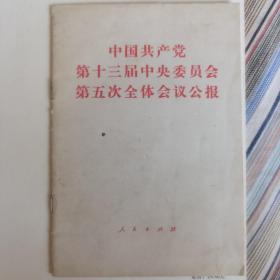 中国共产党
第十三届中央委员会
第五次全体会议公报
人民出版社